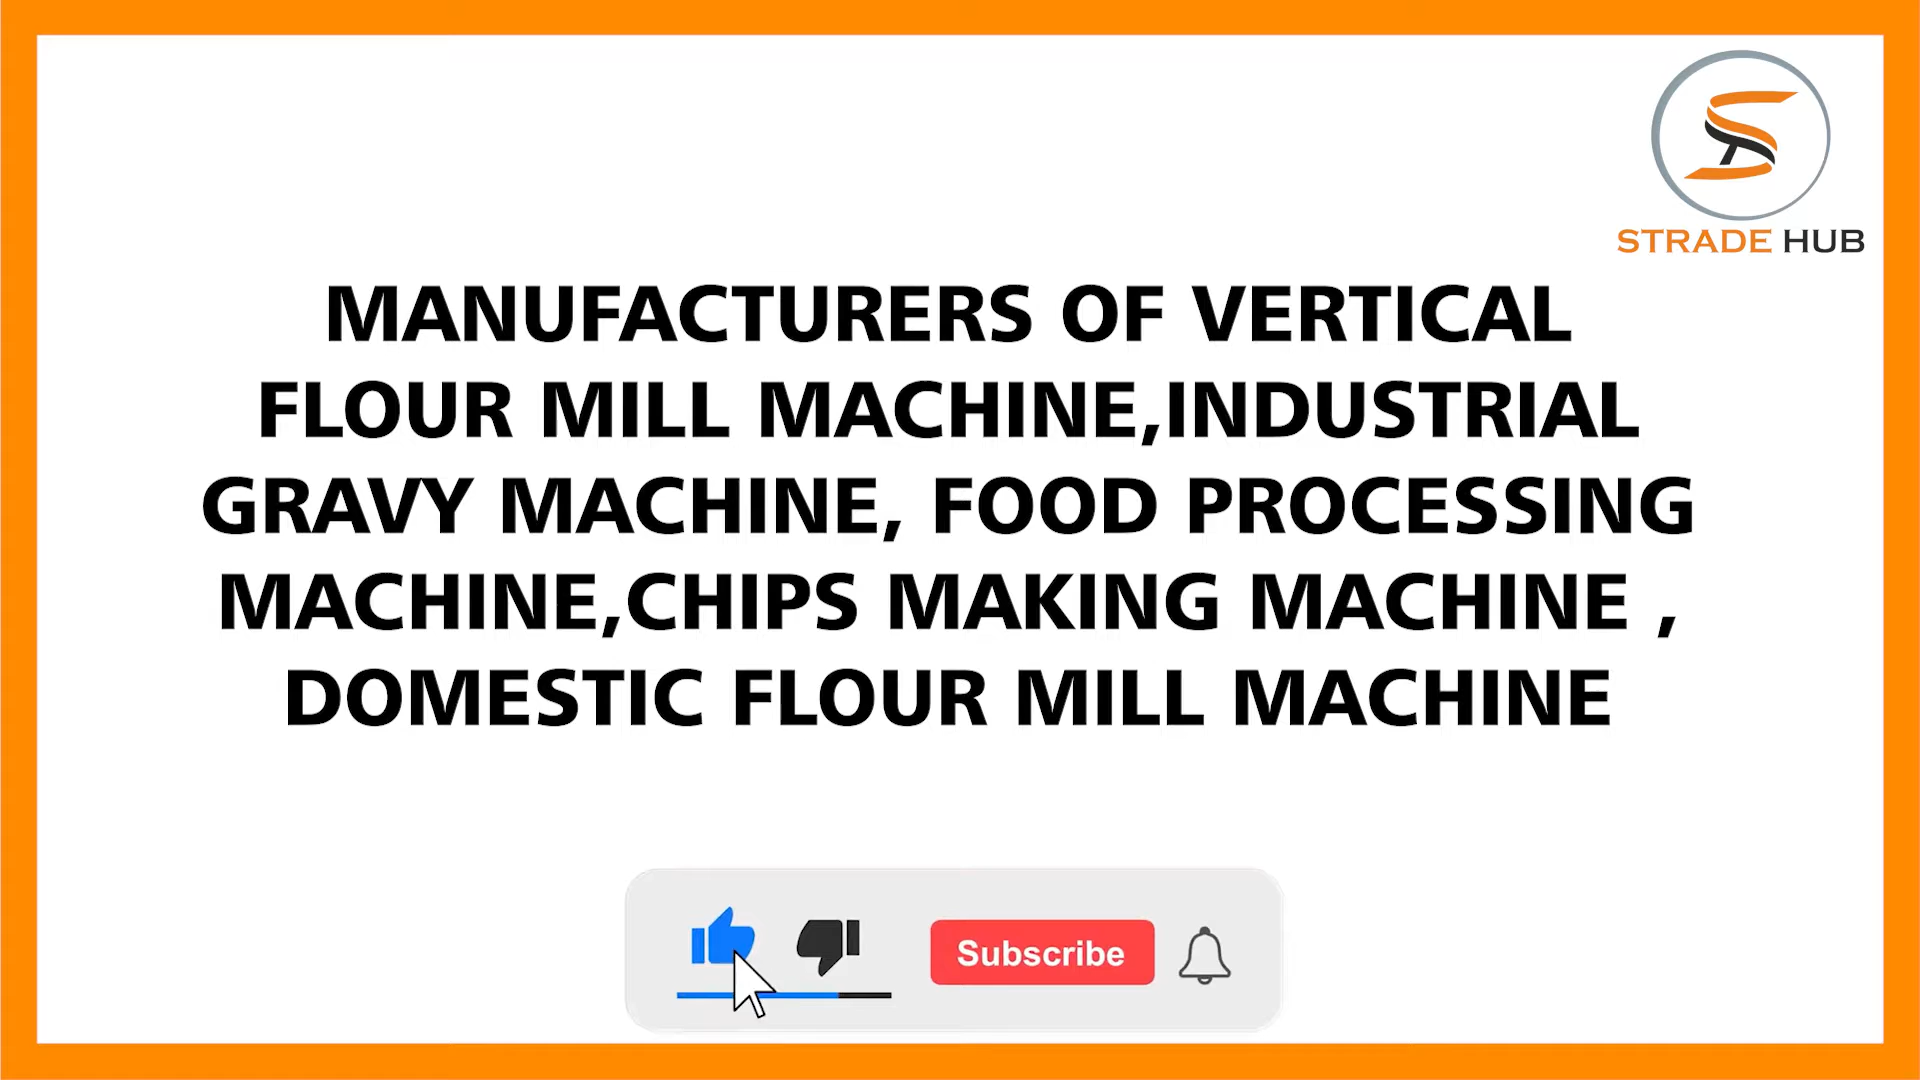 STRADE HUB
MANUFACTURERS OF VERTICAL
FLOUR MILL MACHINE,INDUSTRIAL
GRAVY MACHINE, FOOD PROCESSING
MACHINE,CHIPS MAKING MACHINE ,
DOMESTIC FLOUR MILL MACHINE
Subscribe